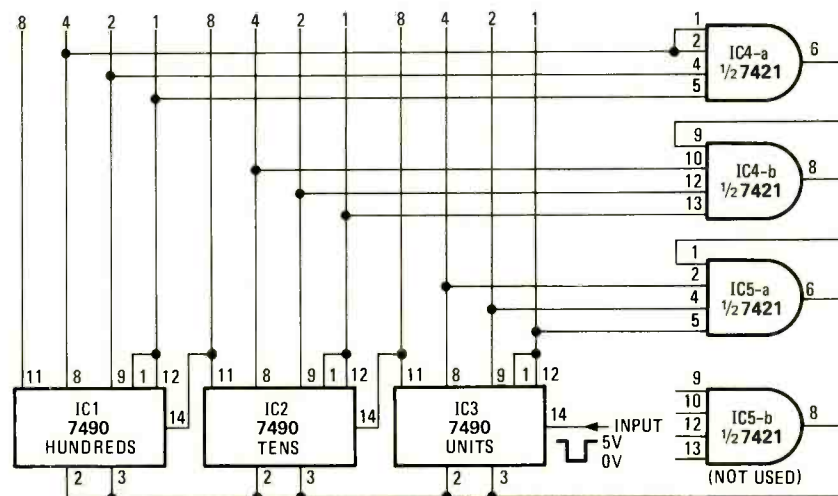 8 4 2 1 8 4 2 1 8 4 2 1
1
2
4
5
IC4-a
½ 7421
6
9
10
12
13
IC4-b
½ 7421
8
1
2
4
5
IC5-a
½ 7421
6
9
10
12
13
IC5-b
½ 7421
8
(NOT USED)
11 8 9 1 12
IC1
7490
HUNDREDS
14
2 3
11 8 9 1 12
IC2
7490
TENS
14
2 3
11 8 9 1 12
IC3
7490
UNITS
14
2 3
INPUT
5V
0V